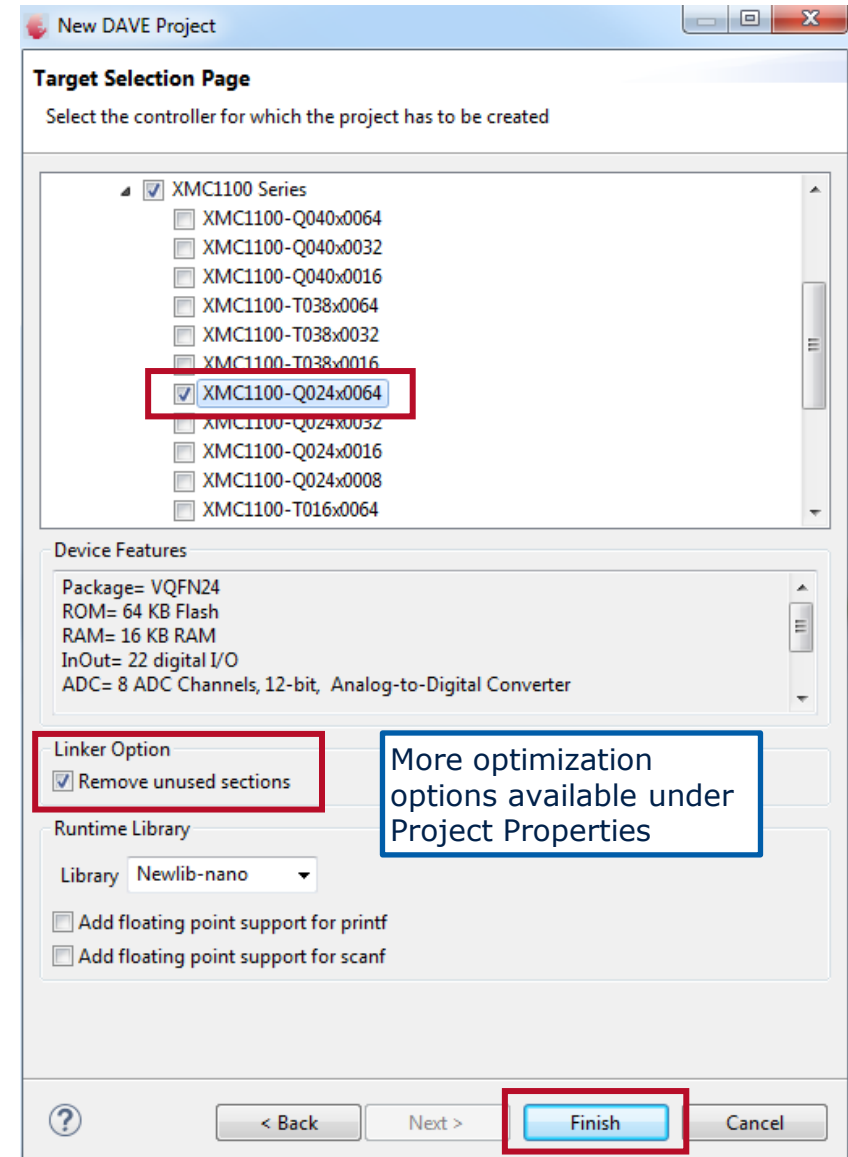 New DAVE Project
Target Selection Page
Select the controller for which the project has to be created
XMC1100 Series
XMC1100-Q040x0064
XMC1100-Q040x0032
XMC1100-Q040x0016
XMC1100-T038x0064
XMC1100-T038x0032
XMC1100-T038x0016
XMC1100-Q024x0064
XMC1100-Q024x0032
XMC1100-Q024x0016
XMC1100-Q024x0008
XMC1100-T016x0064
Device Features
Package= VQFN24
ROM= 64 KB Flash
RAM= 16 KB RAM
InOut= 22 digital I/O
ADC= 8 ADC Channels, 12-bit, Analog-to-Digital Converter
Linker Option
Remove unused sections
More optimization
options available under
Project Properties
Runtime Library
Library Newlib-nano
Add floating point support for printf
Add floating point support for scanf
? < Back Next > Finish Cancel